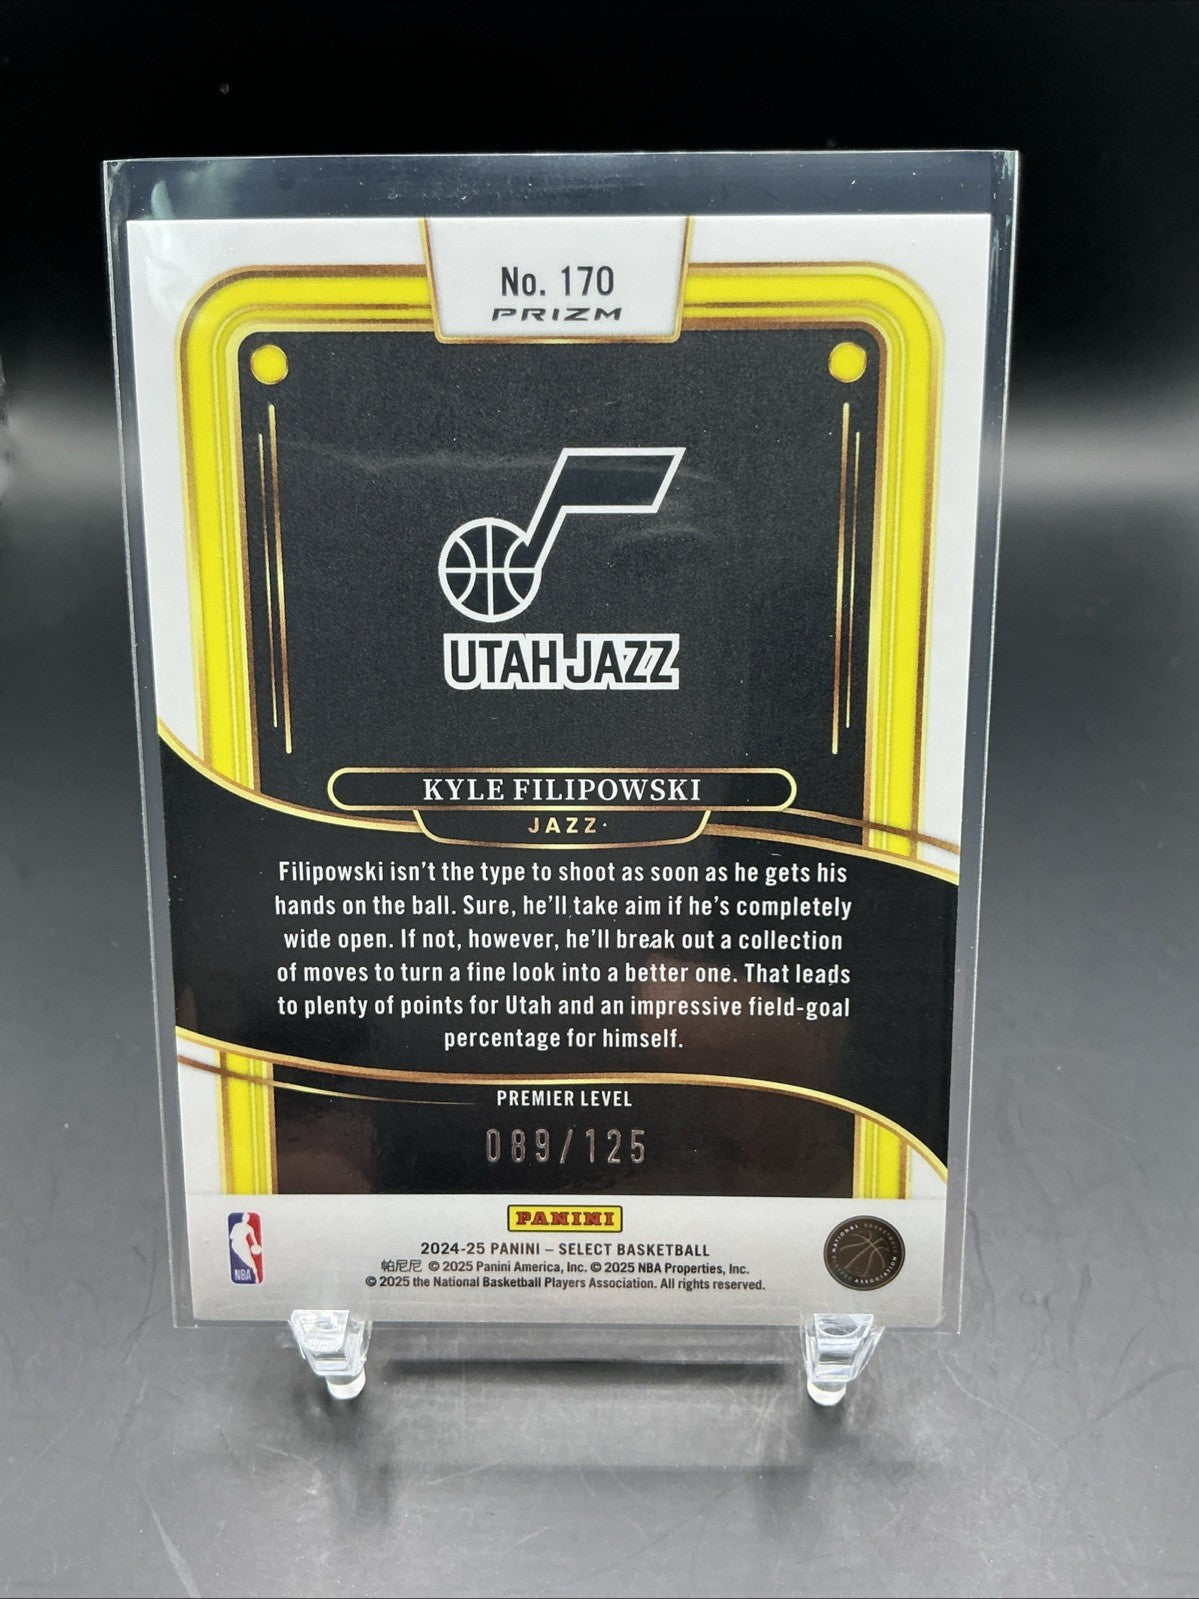 No. 170
PRIZM
UTAH JAZZ
KYLE FILIPOWSKI
JAZZ
Filipowski isn't the type to shoot as soon as he gets his
hands on the ball. Sure, he'll take aim if he's completely
wide open. If not, however, he'll break out a collection
of moves to turn a fine look into a better one. That leads
to plenty of points for Utah and an impressive field-goal
percentage for himself.
PREMIER LEVEL
089/125
PANINI
NBA
2024-25 PANINI – SELECT BASKETBALL
帕尼尼 © 2025 Panini America, Inc. © 2025 NBA Properties, Inc.
© 2025 the National Basketball Players Association. All rights reserved.
NATIONAL BASKETBALL
PLAYERS ASSOCIATION